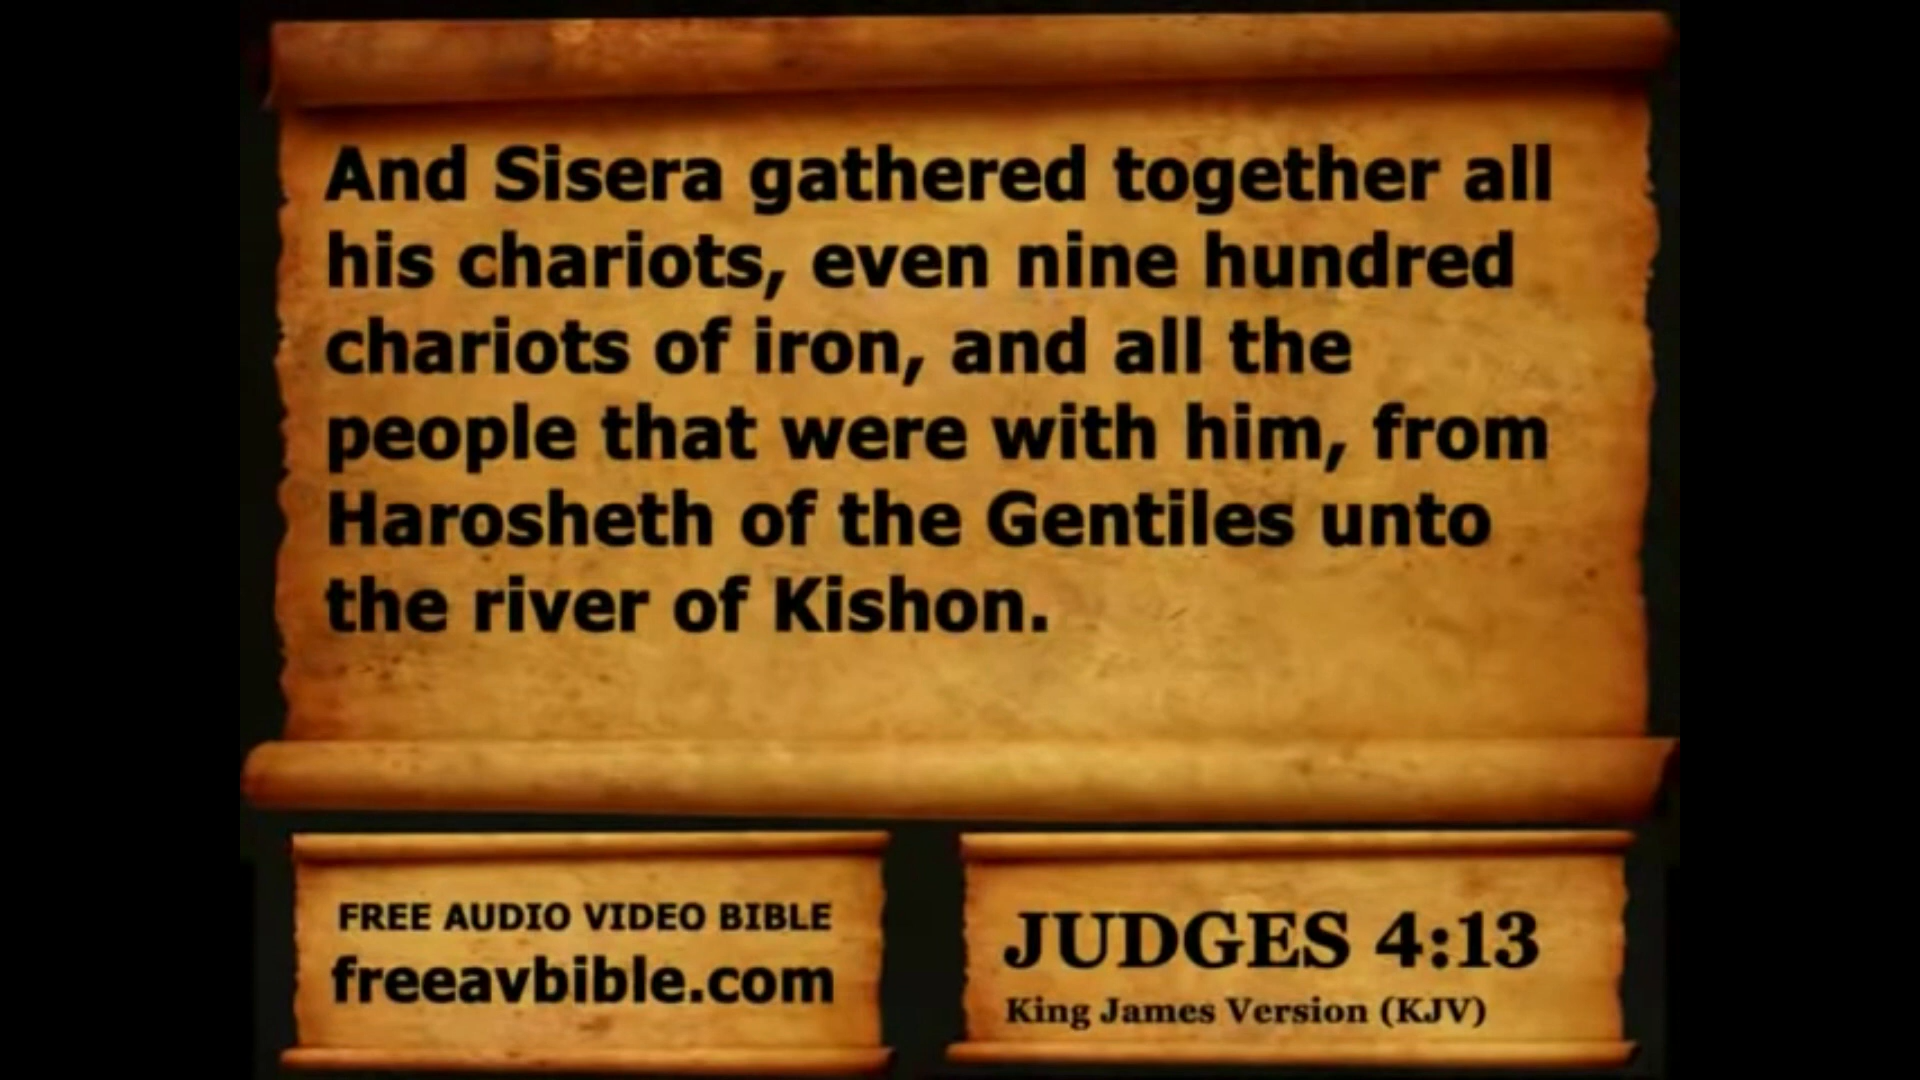 And Sisera gathered together all
his chariots, even nine hundred
chariots of iron, and all the
people that were with him, from
Harosheth of the Gentiles unto
the river of Kishon.
FREE AUDIO VIDEO BIBLE
freeavbible.com
JUDGES 4:13
King James Version (KJV)